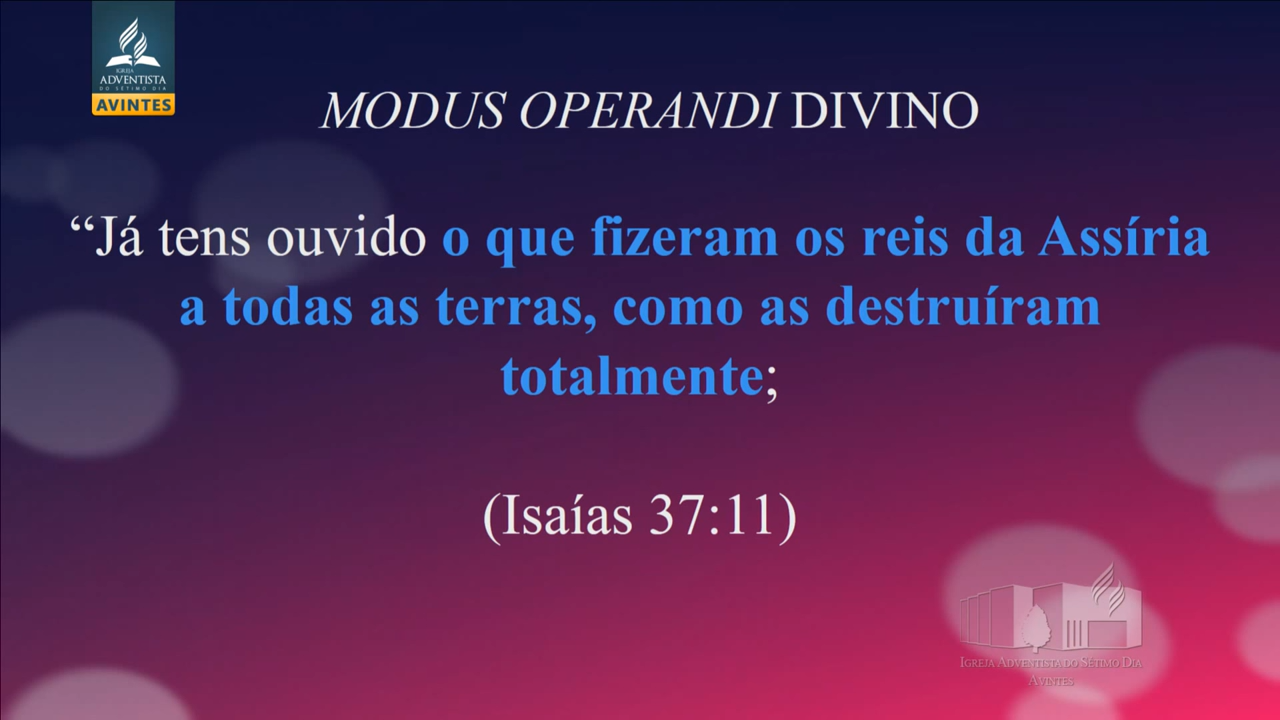 IGREJA
ADVENTISTA
DO SÉTIMO DIA
AVINTES
MODUS OPERANDI DIVINO
“Já tens ouvido o que fizeram os reis da Assíria
a todas as terras, como as destruíram
totalmente;
(Isaías 37:11)
IGREJA ADVENTISTA DO SÉTIMO DIA
AVINTES